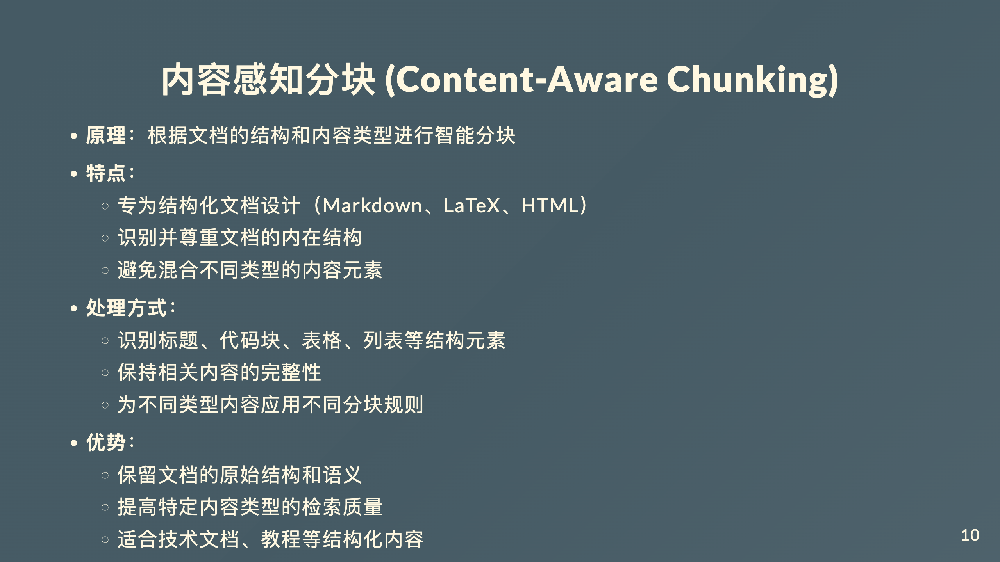 内容感知分块 (Content-Aware Chunking)
• 原理：根据文档的结构和内容类型进行智能分块
• 特点：
○ 专为结构化文档设计（Markdown、LaTeX、HTML）
○ 识别并尊重文档的内在结构
○ 避免混合不同类型的内容元素
• 处理方式：
○ 识别标题、代码块、表格、列表等结构元素
○ 保持相关内容的完整性
○ 为不同类型内容应用不同分块规则
• 优势：
○ 保留文档的原始结构和语义
○ 提高特定内容类型的检索质量
○ 适合技术文档、教程等结构化内容
10